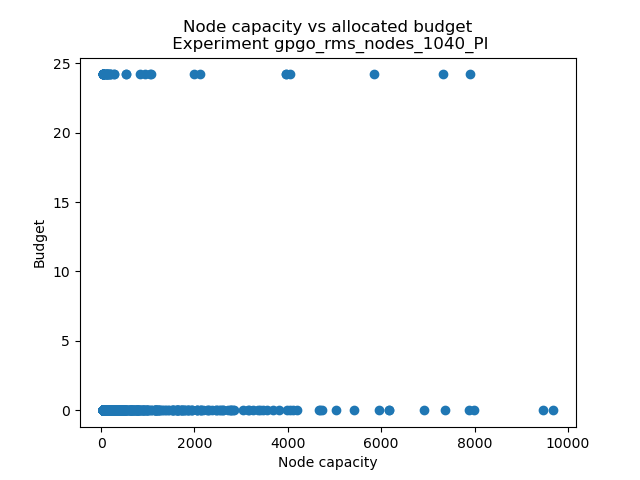 Node capacity vs allocated budget
Experiment gpgo_rms_nodes_1040_PI
25
20
15
10
5
0
Budget
0 2000 4000 6000 8000 10000
Node capacity